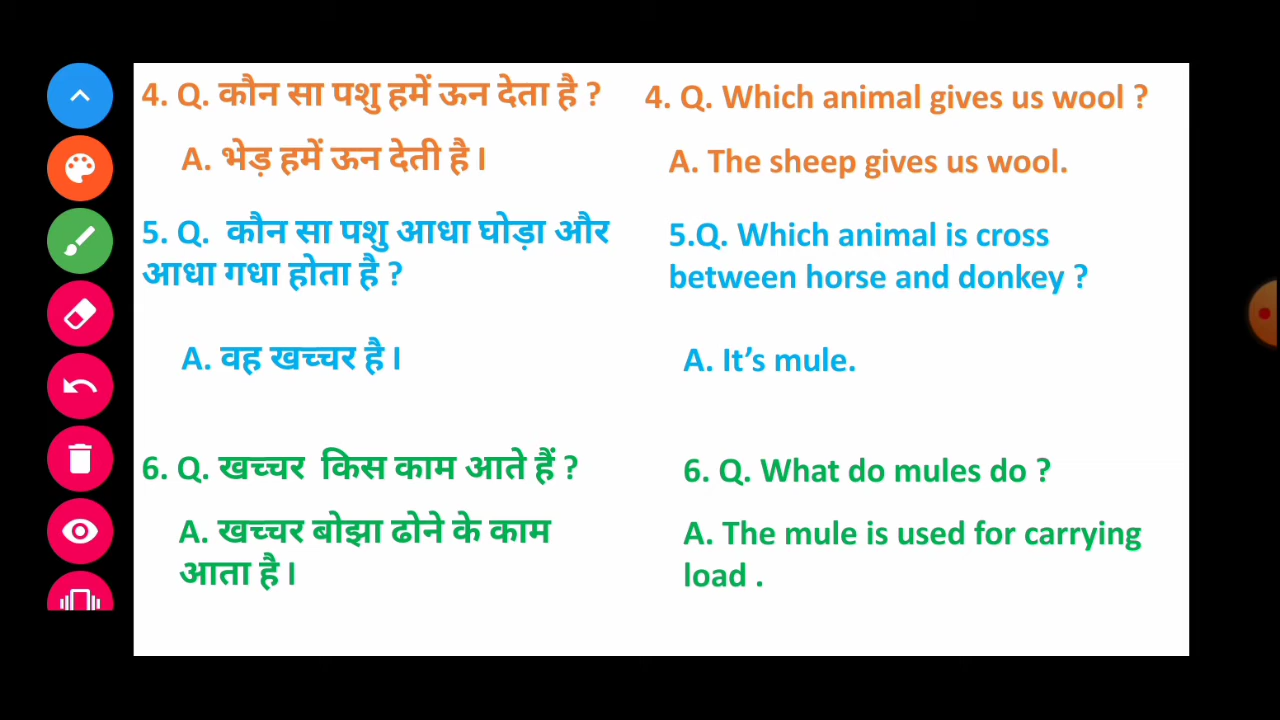 4. Q. कौन सा पशु हमें ऊन देता है ?
A. भेड़ हमें ऊन देती है ।
5. Q. कौन सा पशु आधा घोड़ा और
आधा गधा होता है ?
A. वह खच्चर है ।
6. Q. खच्चर किस काम आते हैं ?
A. खच्चर बोझा ढोने के काम
आता है ।
4. Q. Which animal gives us wool ?
A. The sheep gives us wool.
5.Q. Which animal is cross
between horse and donkey ?
A. It’s mule.
6. Q. What do mules do ?
A. The mule is used for carrying
load .